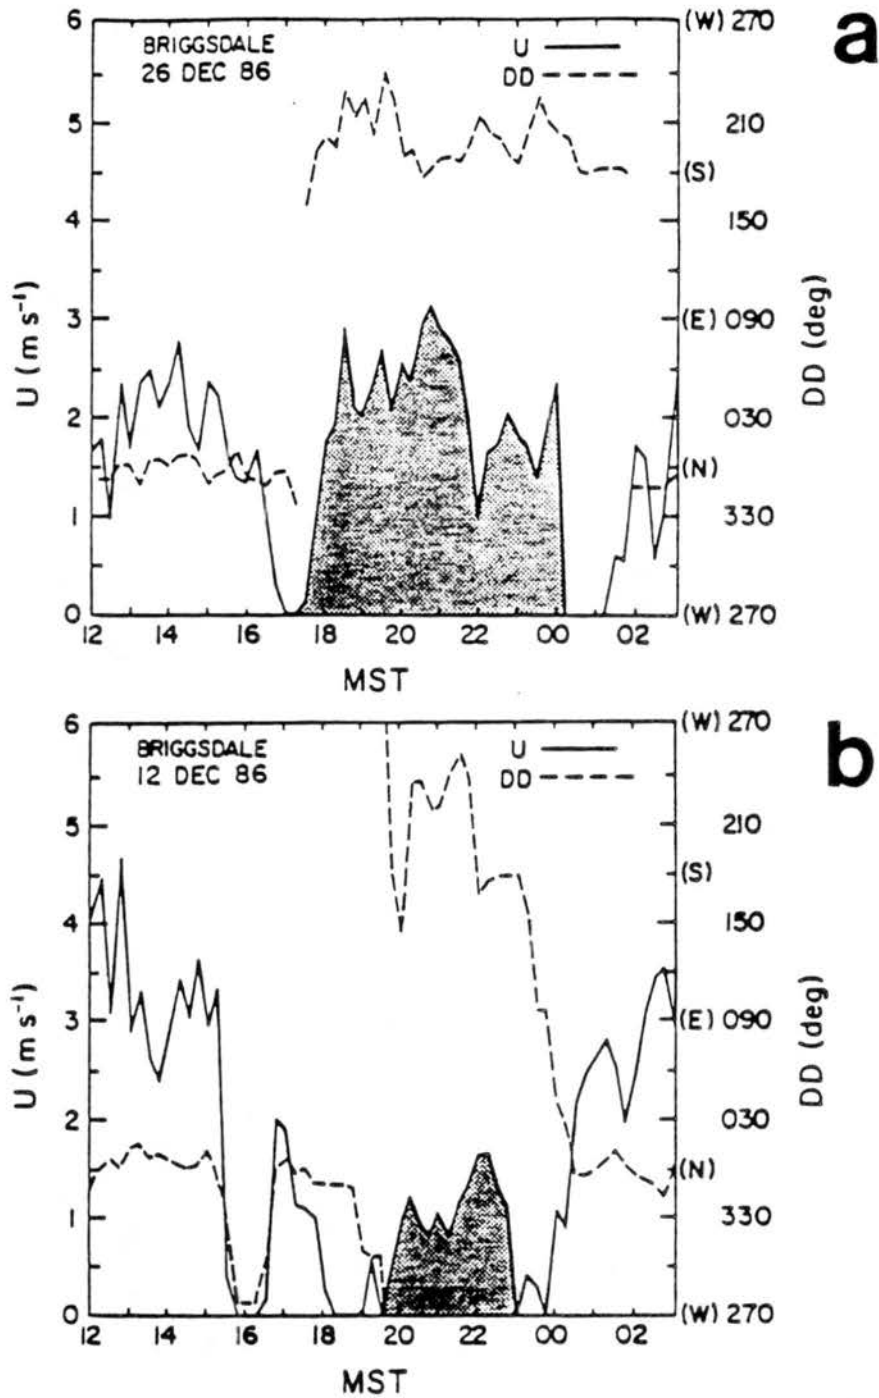 a
BRIGGSDALE
26 DEC 86
U
DD
6
5
4
3
2
1
0
U (m s⁻¹)
(W) 270
210
(S)
150
(E) 090
030
(N)
330
(W) 270
DD (deg)
12 14 16 18 20 22 00 02
MST
b
BRIGGSDALE
12 DEC 86
U
DD
6
5
4
3
2
1
0
U (m s⁻¹)
(W) 270
210
(S)
150
(E) 090
030
(N)
330
(W) 270
DD (deg)
12 14 16 18 20 22 00 02
MST